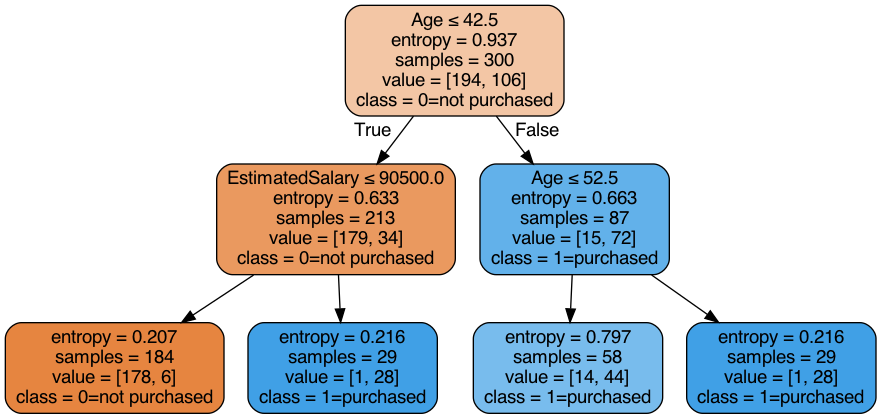 Age ≤ 42.5
entropy = 0.937
samples = 300
value = [194, 106]
class = 0=not purchased
True
False
EstimatedSalary ≤ 90500.0
entropy = 0.633
samples = 213
value = [179, 34]
class = 0=not purchased
Age ≤ 52.5
entropy = 0.663
samples = 87
value = [15, 72]
class = 1=purchased
entropy = 0.207
samples = 184
value = [178, 6]
class = 0=not purchased
entropy = 0.216
samples = 29
value = [1, 28]
class = 1=purchased
entropy = 0.797
samples = 58
value = [14, 44]
class = 1=purchased
entropy = 0.216
samples = 29
value = [1, 28]
class = 1=purchased